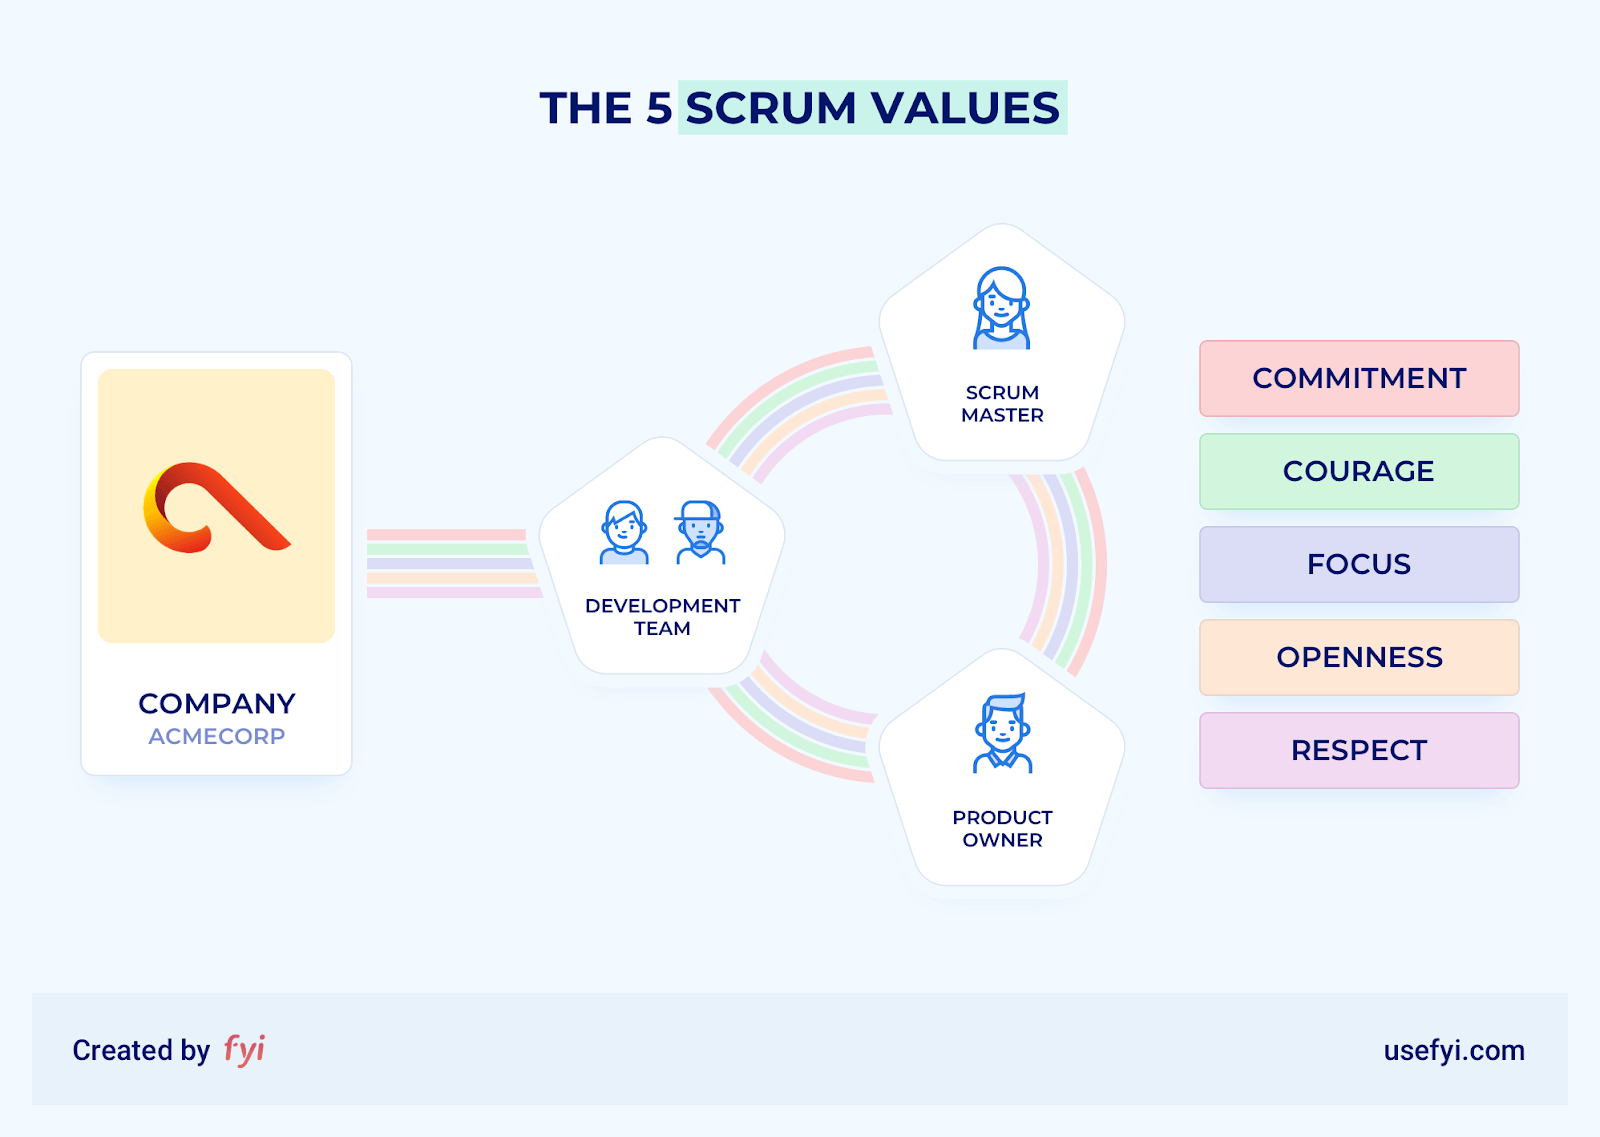 THE 5 SCRUM VALUES
COMPANY
ACMECORP
DEVELOPMENT
TEAM
SCRUM
MASTER
PRODUCT
OWNER
COMMITMENT
COURAGE
FOCUS
OPENNESS
RESPECT
Created by fyi
usefyi.com